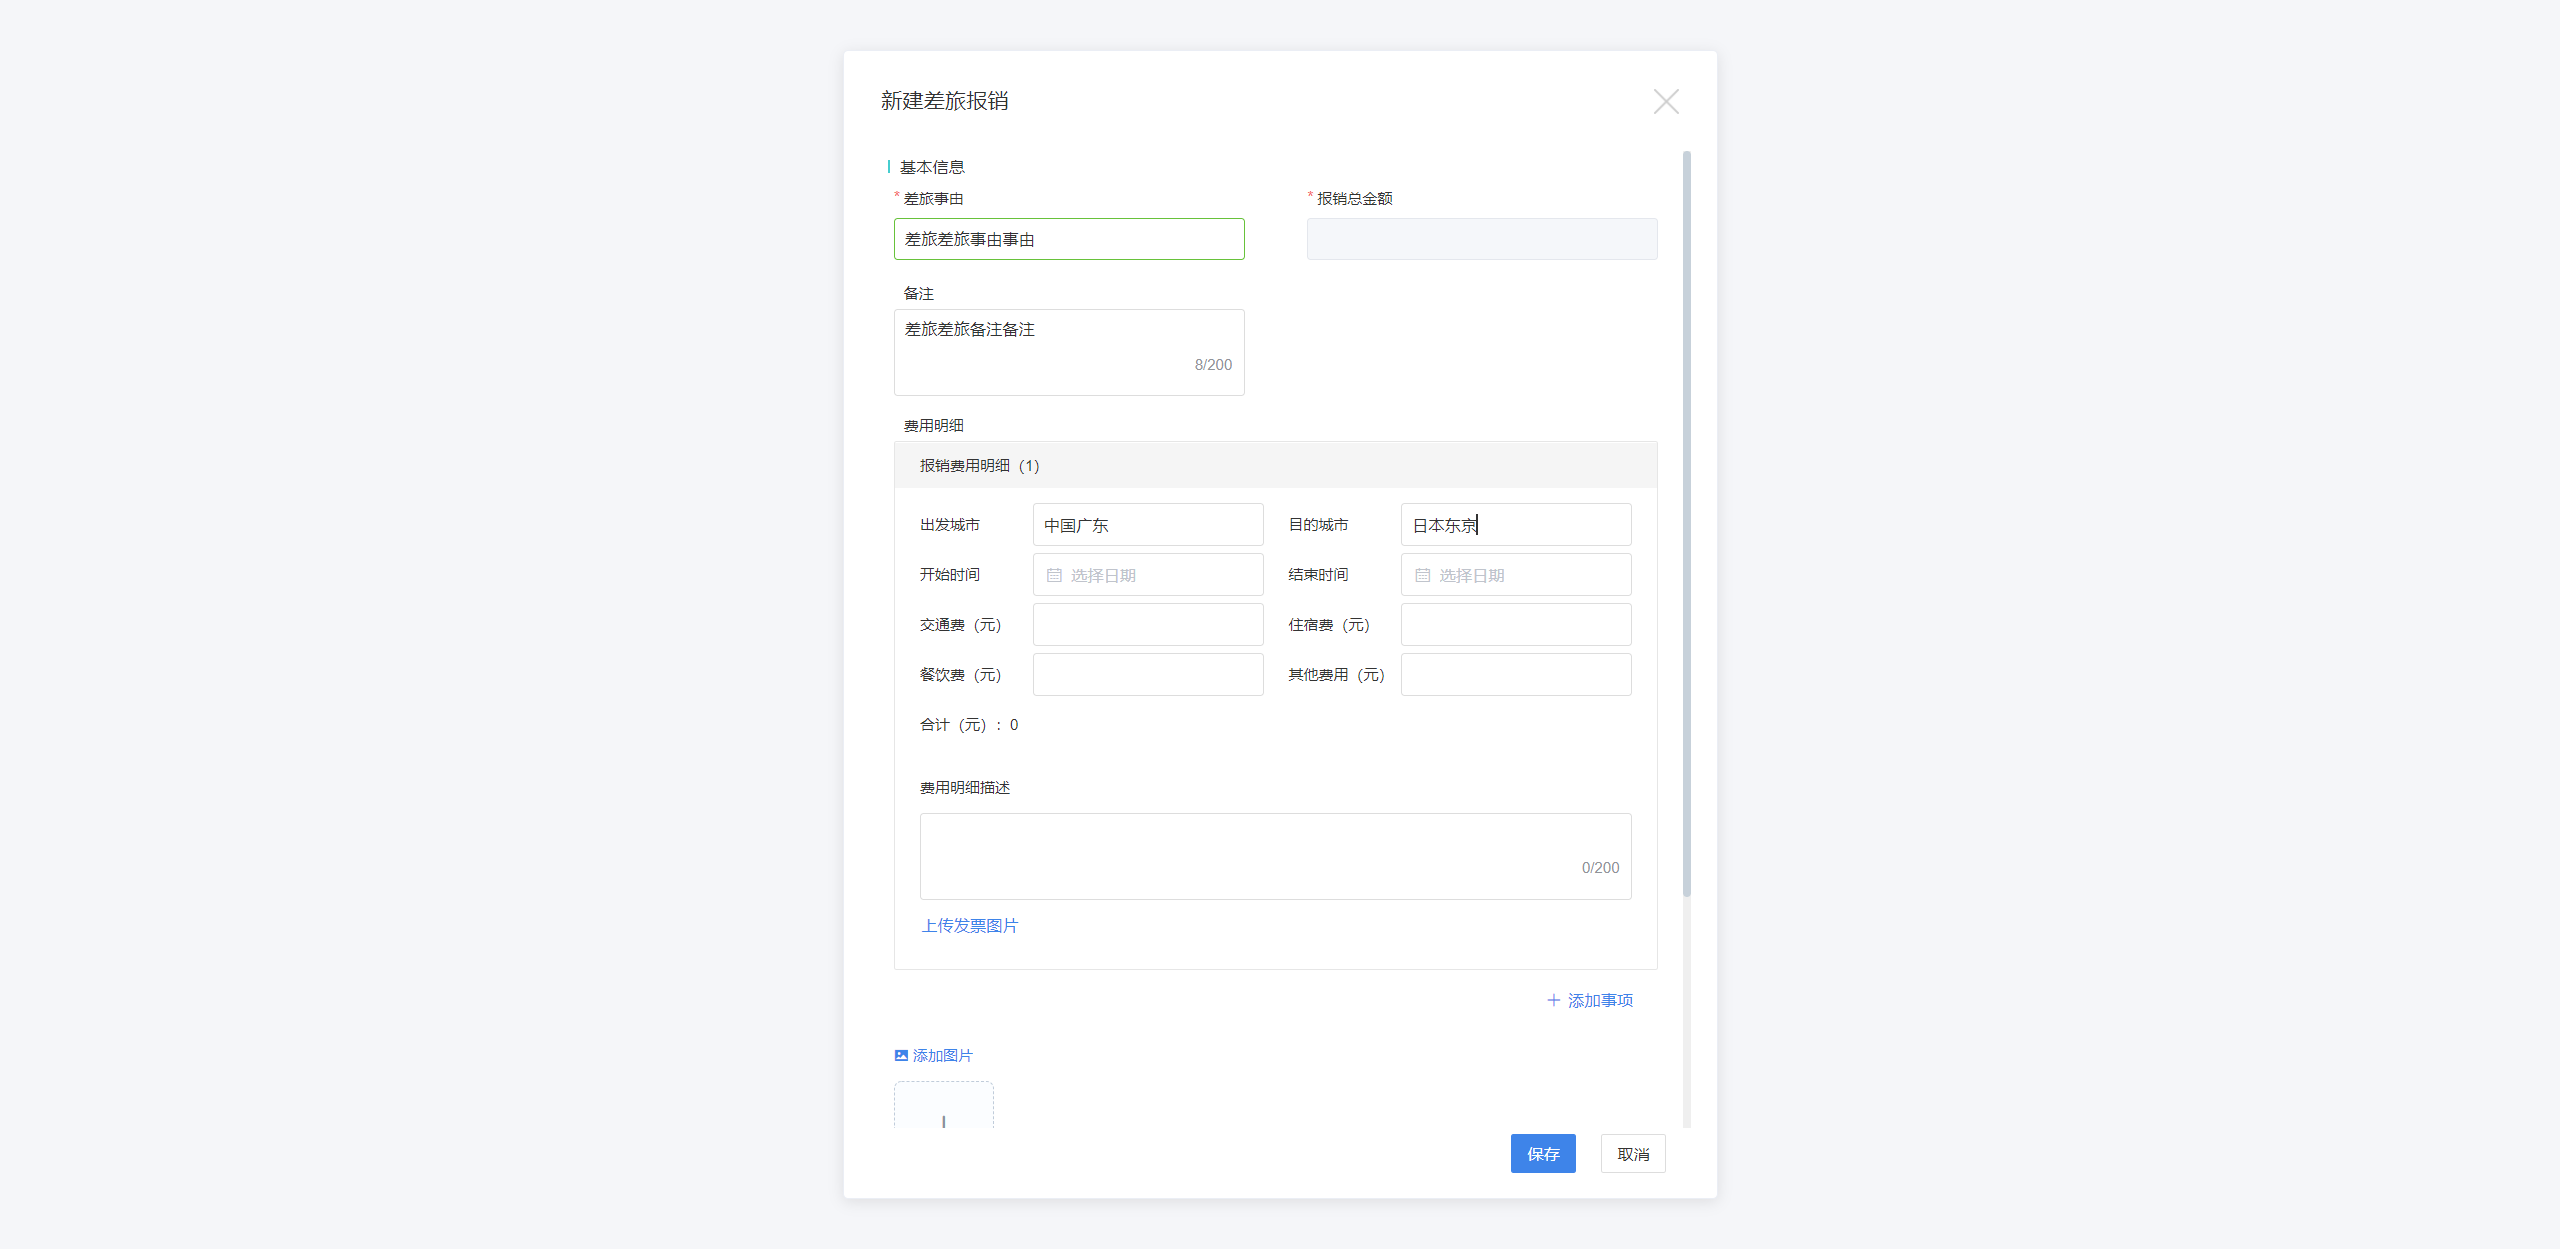 新建差旅报销
基本信息
* 差旅事由
* 报销总金额
差旅差旅事由事由
备注
差旅差旅备注备注
8/200
费用明细
报销费用明细（1）
出发城市 中国广东 目的城市 日本东京
开始时间 选择日期 结束时间 选择日期
交通费（元） 住宿费（元）
餐饮费（元） 其他费用（元）
合计（元）：0
费用明细描述
0/200
上传发票图片
添加事项
添加图片
保存 取消